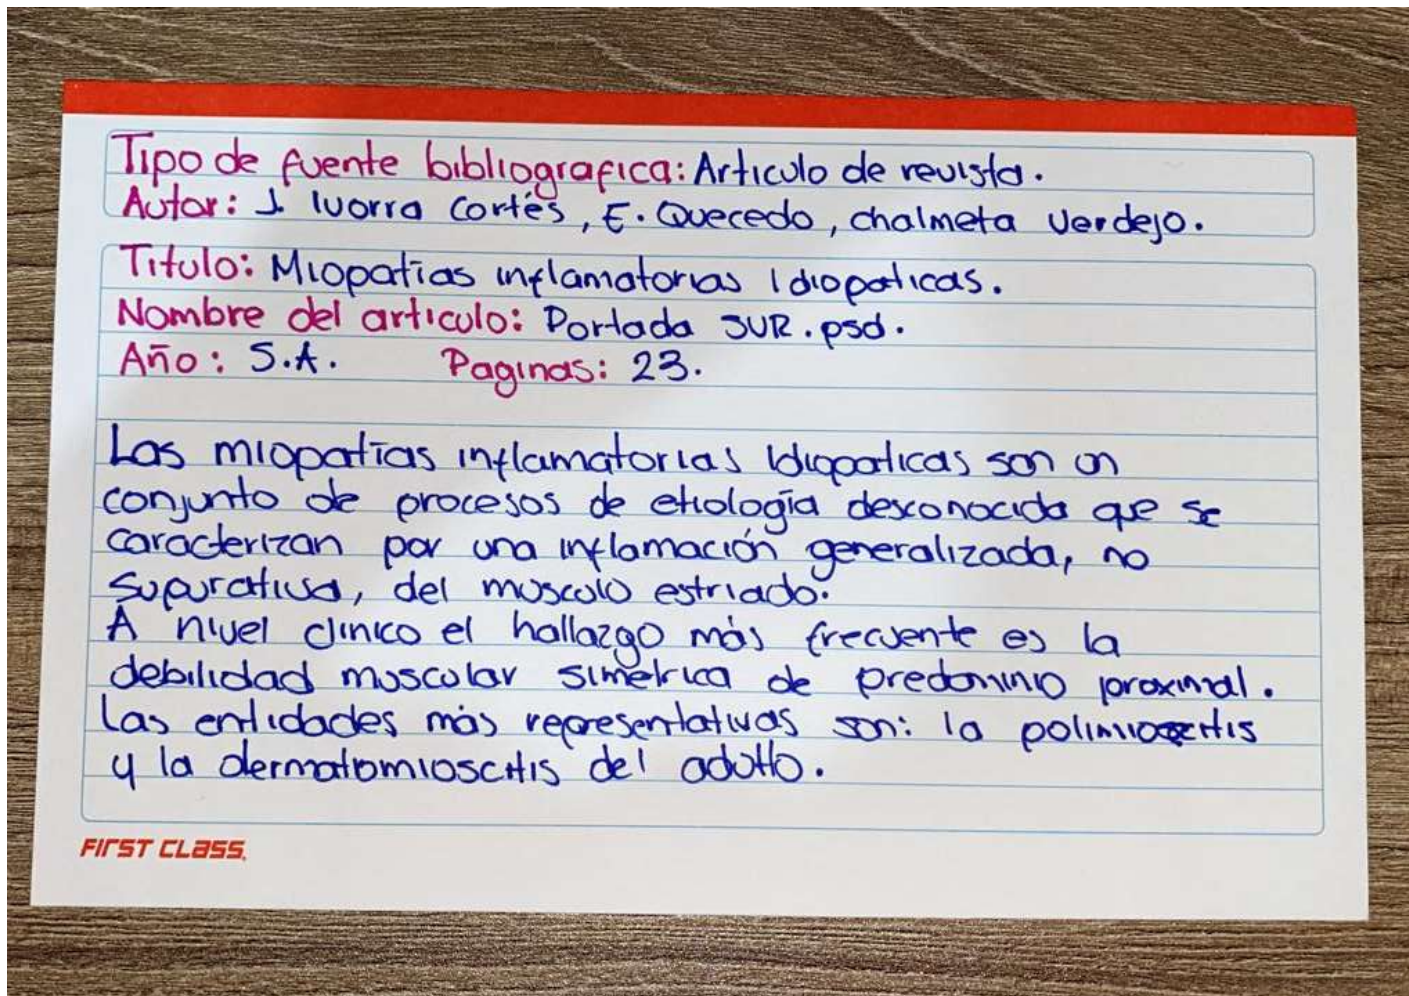 Tipo de fuente bibliografica: Articulo de revista.
Autor: J. Ivorra Cortés, E. Quecedo, chalmeta Verdejo.
Titulo: Miopatías inflamatorias Idiopaticas.
Nombre del articulo: Portada SUR.psd.
Año: S.A. Paginas: 23.
Las miopatías inflamatorias Idiopaticas son un
conjunto de procesos de etiología desconocida que se
caracterizan por una inflamación generalizada, no
supurativa, del musculo estriado.
A nivel clinico el hallazgo más frecuente es la
debilidad muscular simetrica de predominio proximal.
Las entidades más representativas son: la polimiositis
y la dermatomiositis del adulto.
FIRST CLASS